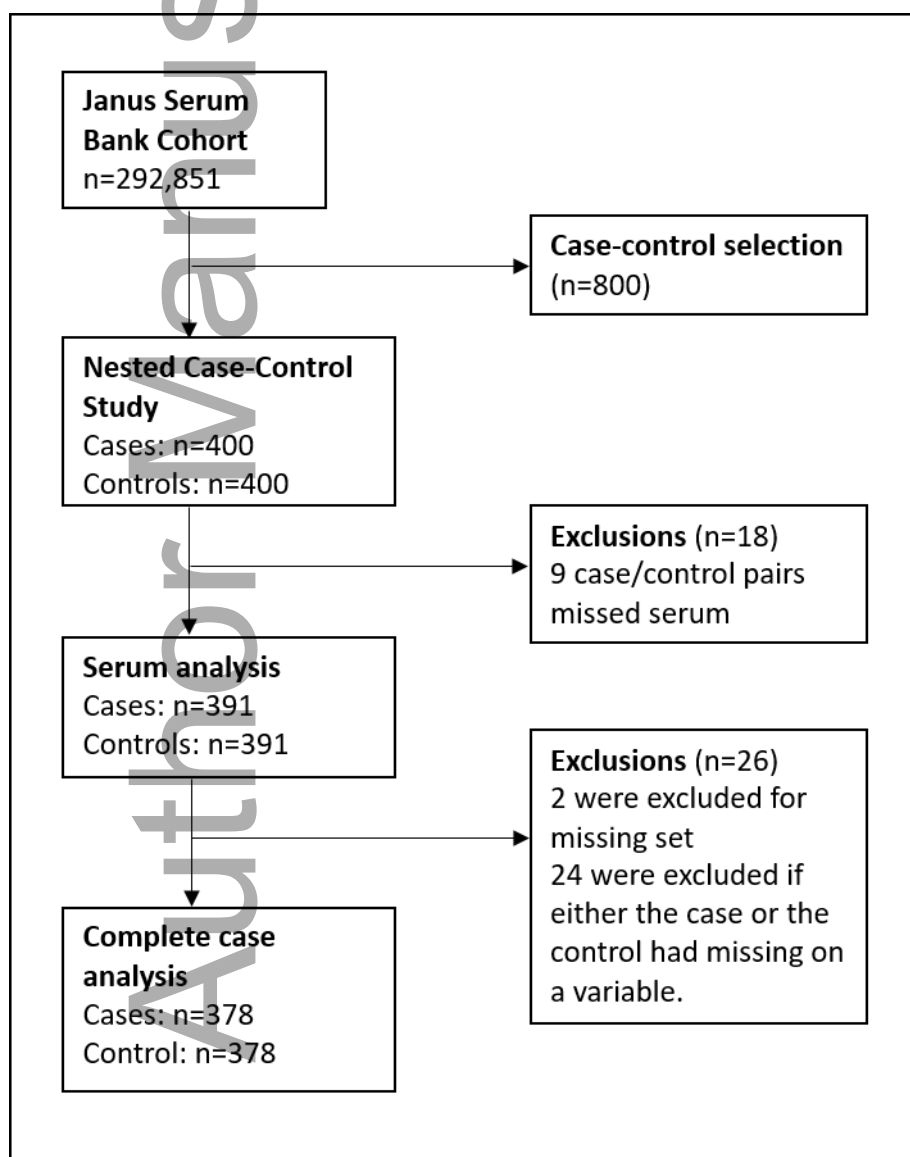 Janus Serum
Bank Cohort
n=292,851
Case-control selection
(n=800)
Nested Case-Control
Study
Cases: n=400
Controls: n=400
Exclusions (n=18)
9 case/control pairs
missed serum
Serum analysis
Cases: n=391
Controls: n=391
Exclusions (n=26)
2 were excluded for
missing set
24 were excluded if
either the case or the
control had missing on
a variable.
Complete case
analysis
Cases: n=378
Control: n=378
Author Manus